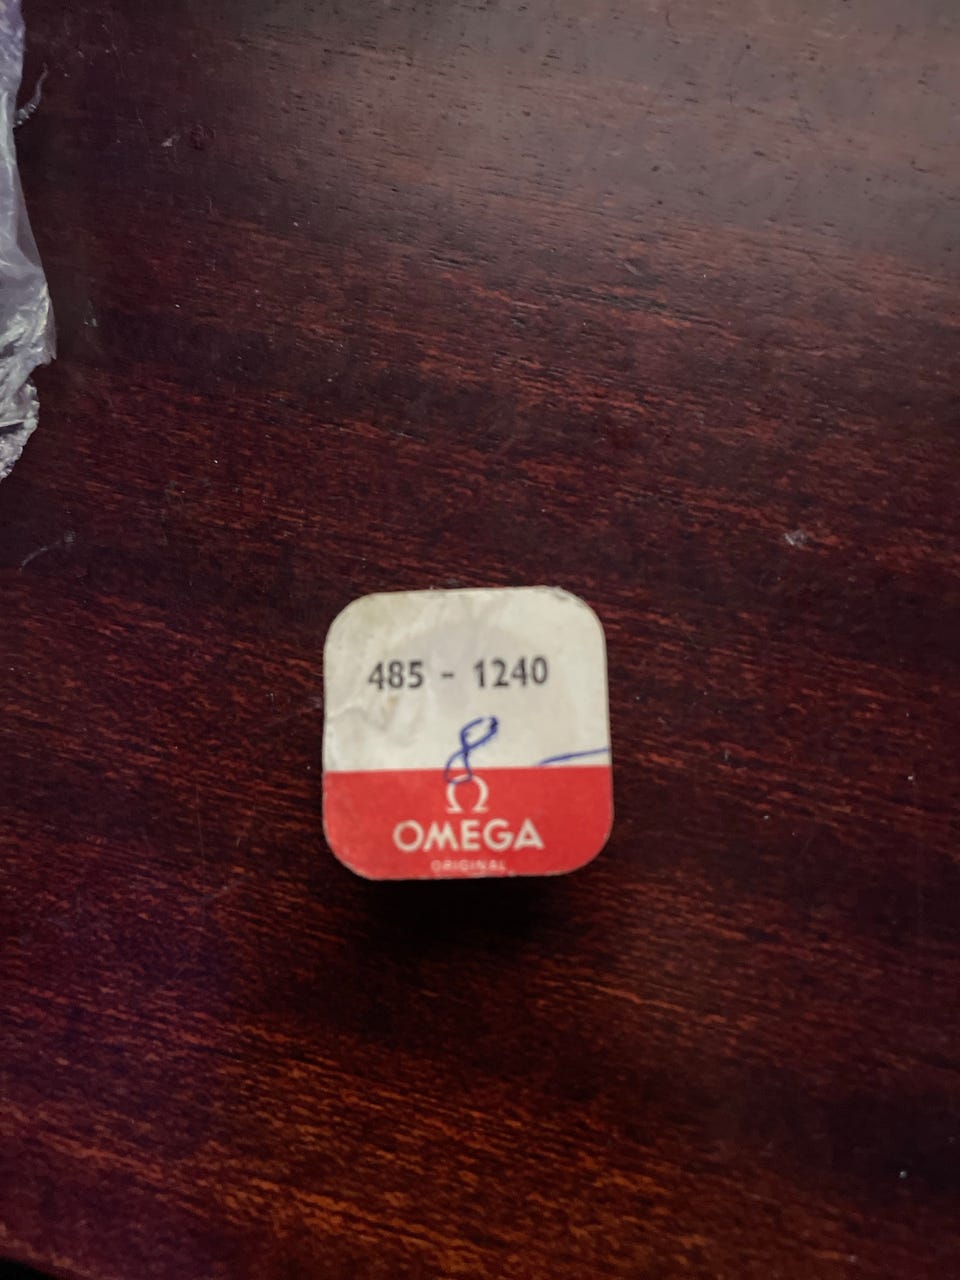 485 - 1240
8
Ω
OMEGA
ORIGINAL